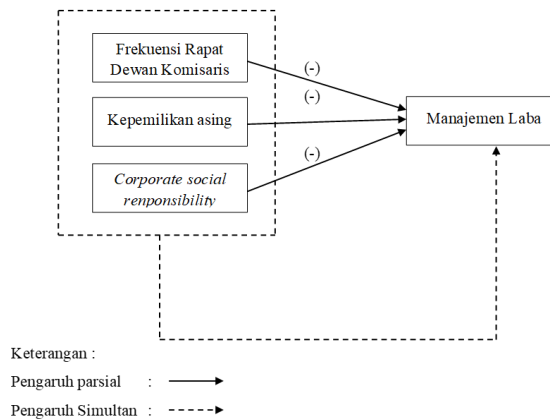 Frekuensi Rapat
Dewan Komisaris
(-)
(-)
Kepemilikan asing
Manajemen Laba
(-)
Corporate social
renponsibility
Keterangan :
Pengaruh parsial :
Pengaruh Simultan :